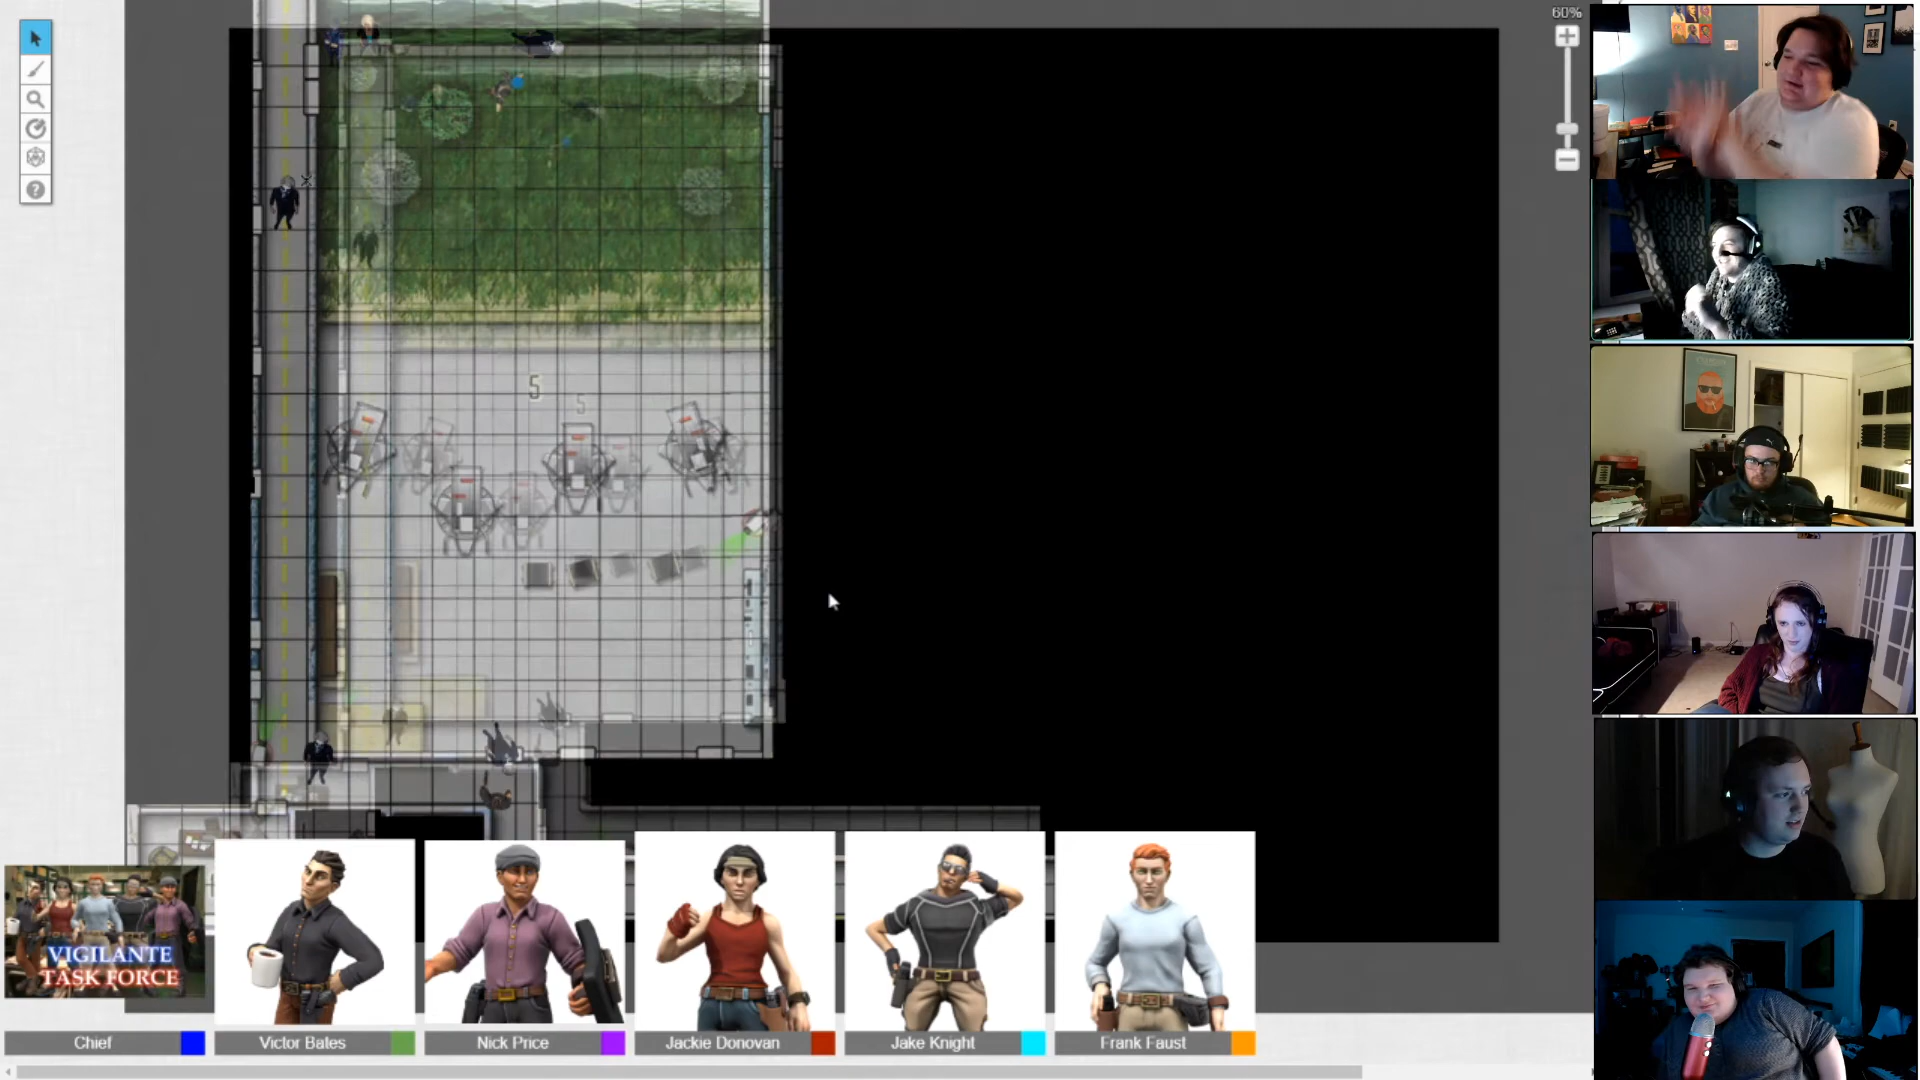 60%
5
5
VIGILANTE
TASK FORCE
Chief
Victor Bates
Nick Price
Jackie Donovan
Jake Knight
Frank Faust